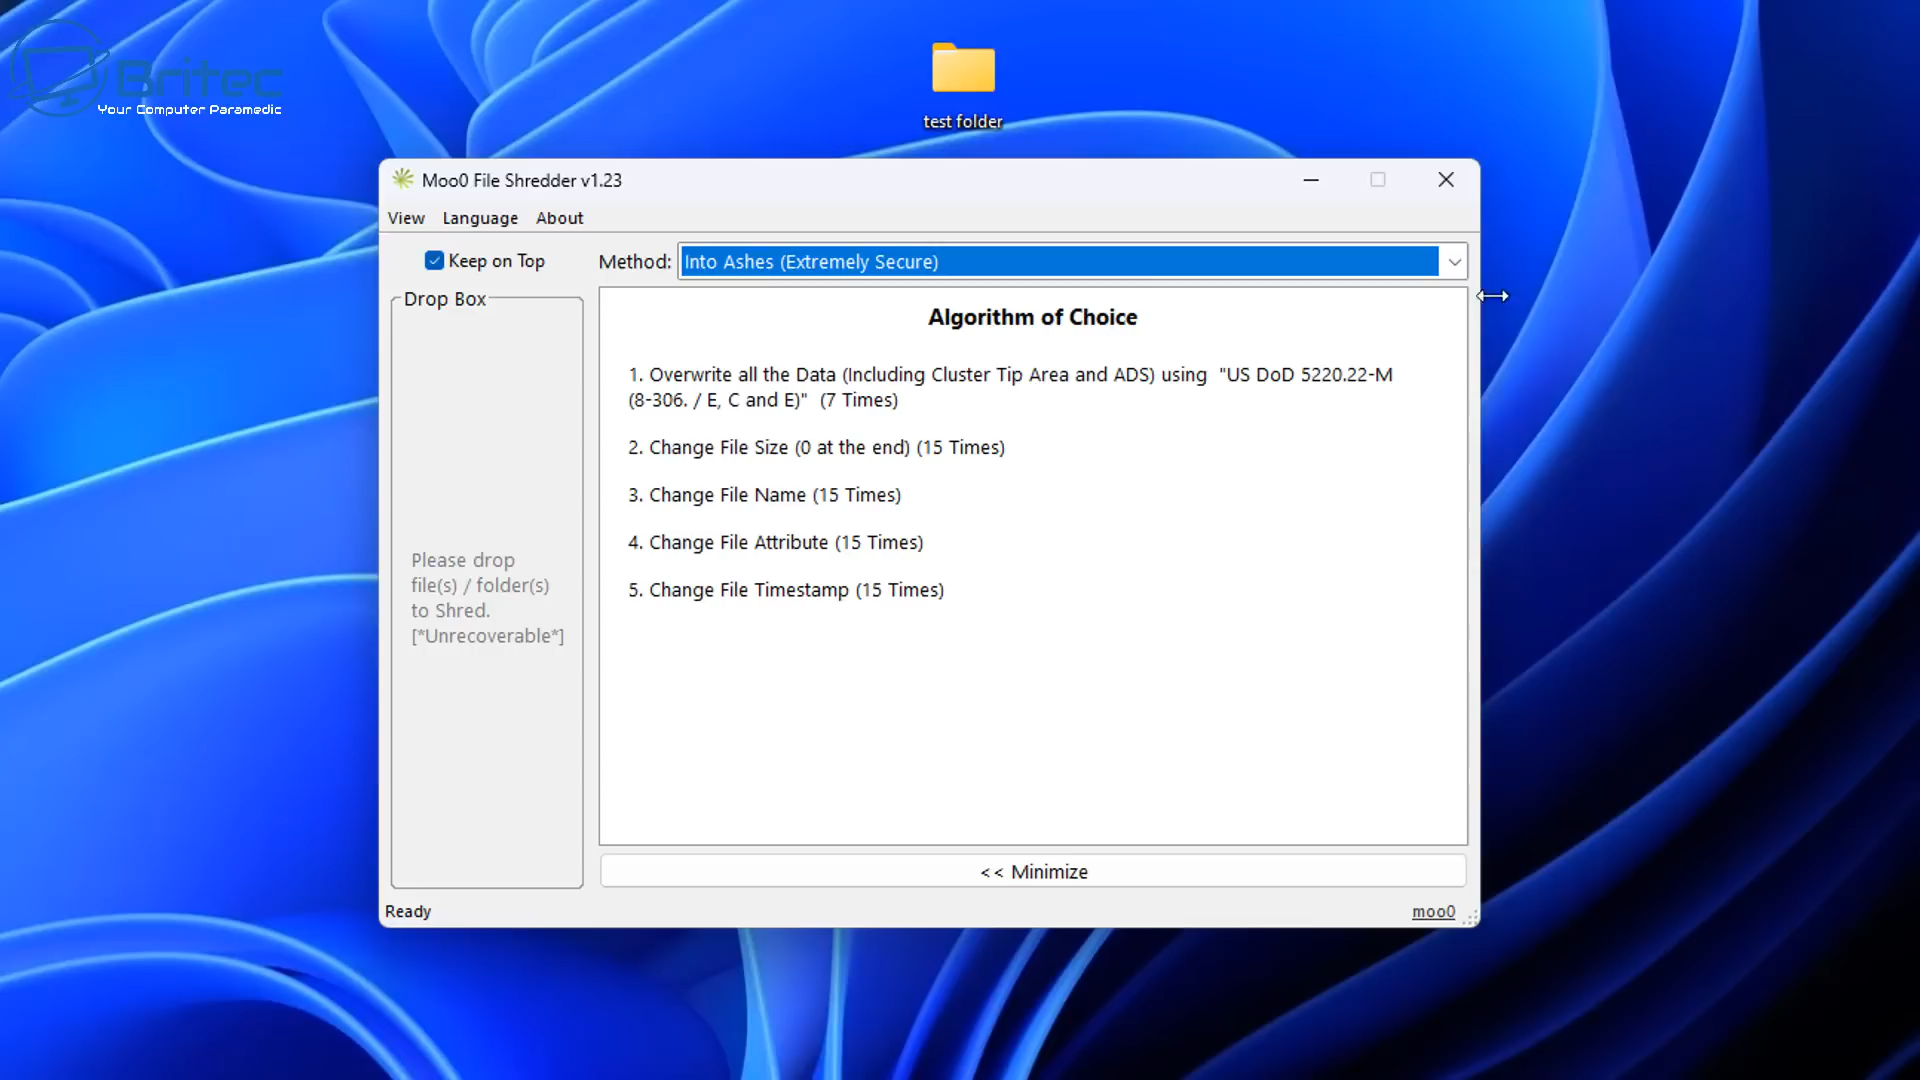 Britec
Your Computer Paramedic
test folder
Moo0 File Shredder v1.23
View Language About
Keep on Top
Method: Into Ashes (Extremely Secure)
Drop Box
Please drop
file(s) / folder(s)
to Shred.
[*Unrecoverable*]
Algorithm of Choice
1. Overwrite all the Data (Including Cluster Tip Area and ADS) using "US DoD 5220.22-M
(8-306. / E, C and E)" (7 Times)
2. Change File Size (0 at the end) (15 Times)
3. Change File Name (15 Times)
4. Change File Attribute (15 Times)
5. Change File Timestamp (15 Times)
<< Minimize
Ready
moo0